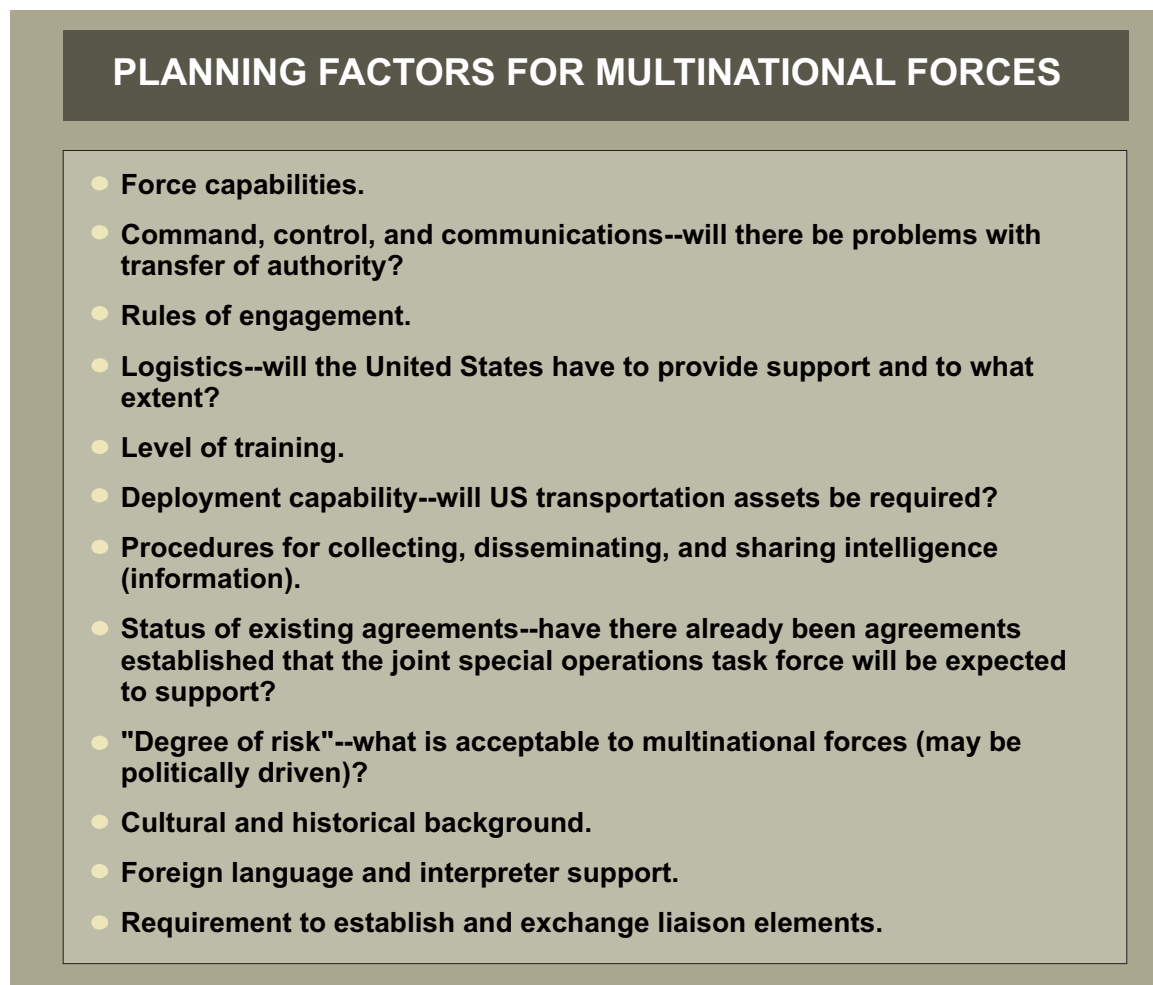 PLANNING FACTORS FOR MULTINATIONAL FORCES
Force capabilities.
Command, control, and communications--will there be problems with
transfer of authority?
Rules of engagement.
Logistics--will the United States have to provide support and to what
extent?
Level of training.
Deployment capability--will US transportation assets be required?
Procedures for collecting, disseminating, and sharing intelligence
(information).
Status of existing agreements--have there already been agreements
established that the joint special operations task force will be expected
to support?
"Degree of risk"--what is acceptable to multinational forces (may be
politically driven)?
Cultural and historical background.
Foreign language and interpreter support.
Requirement to establish and exchange liaison elements.